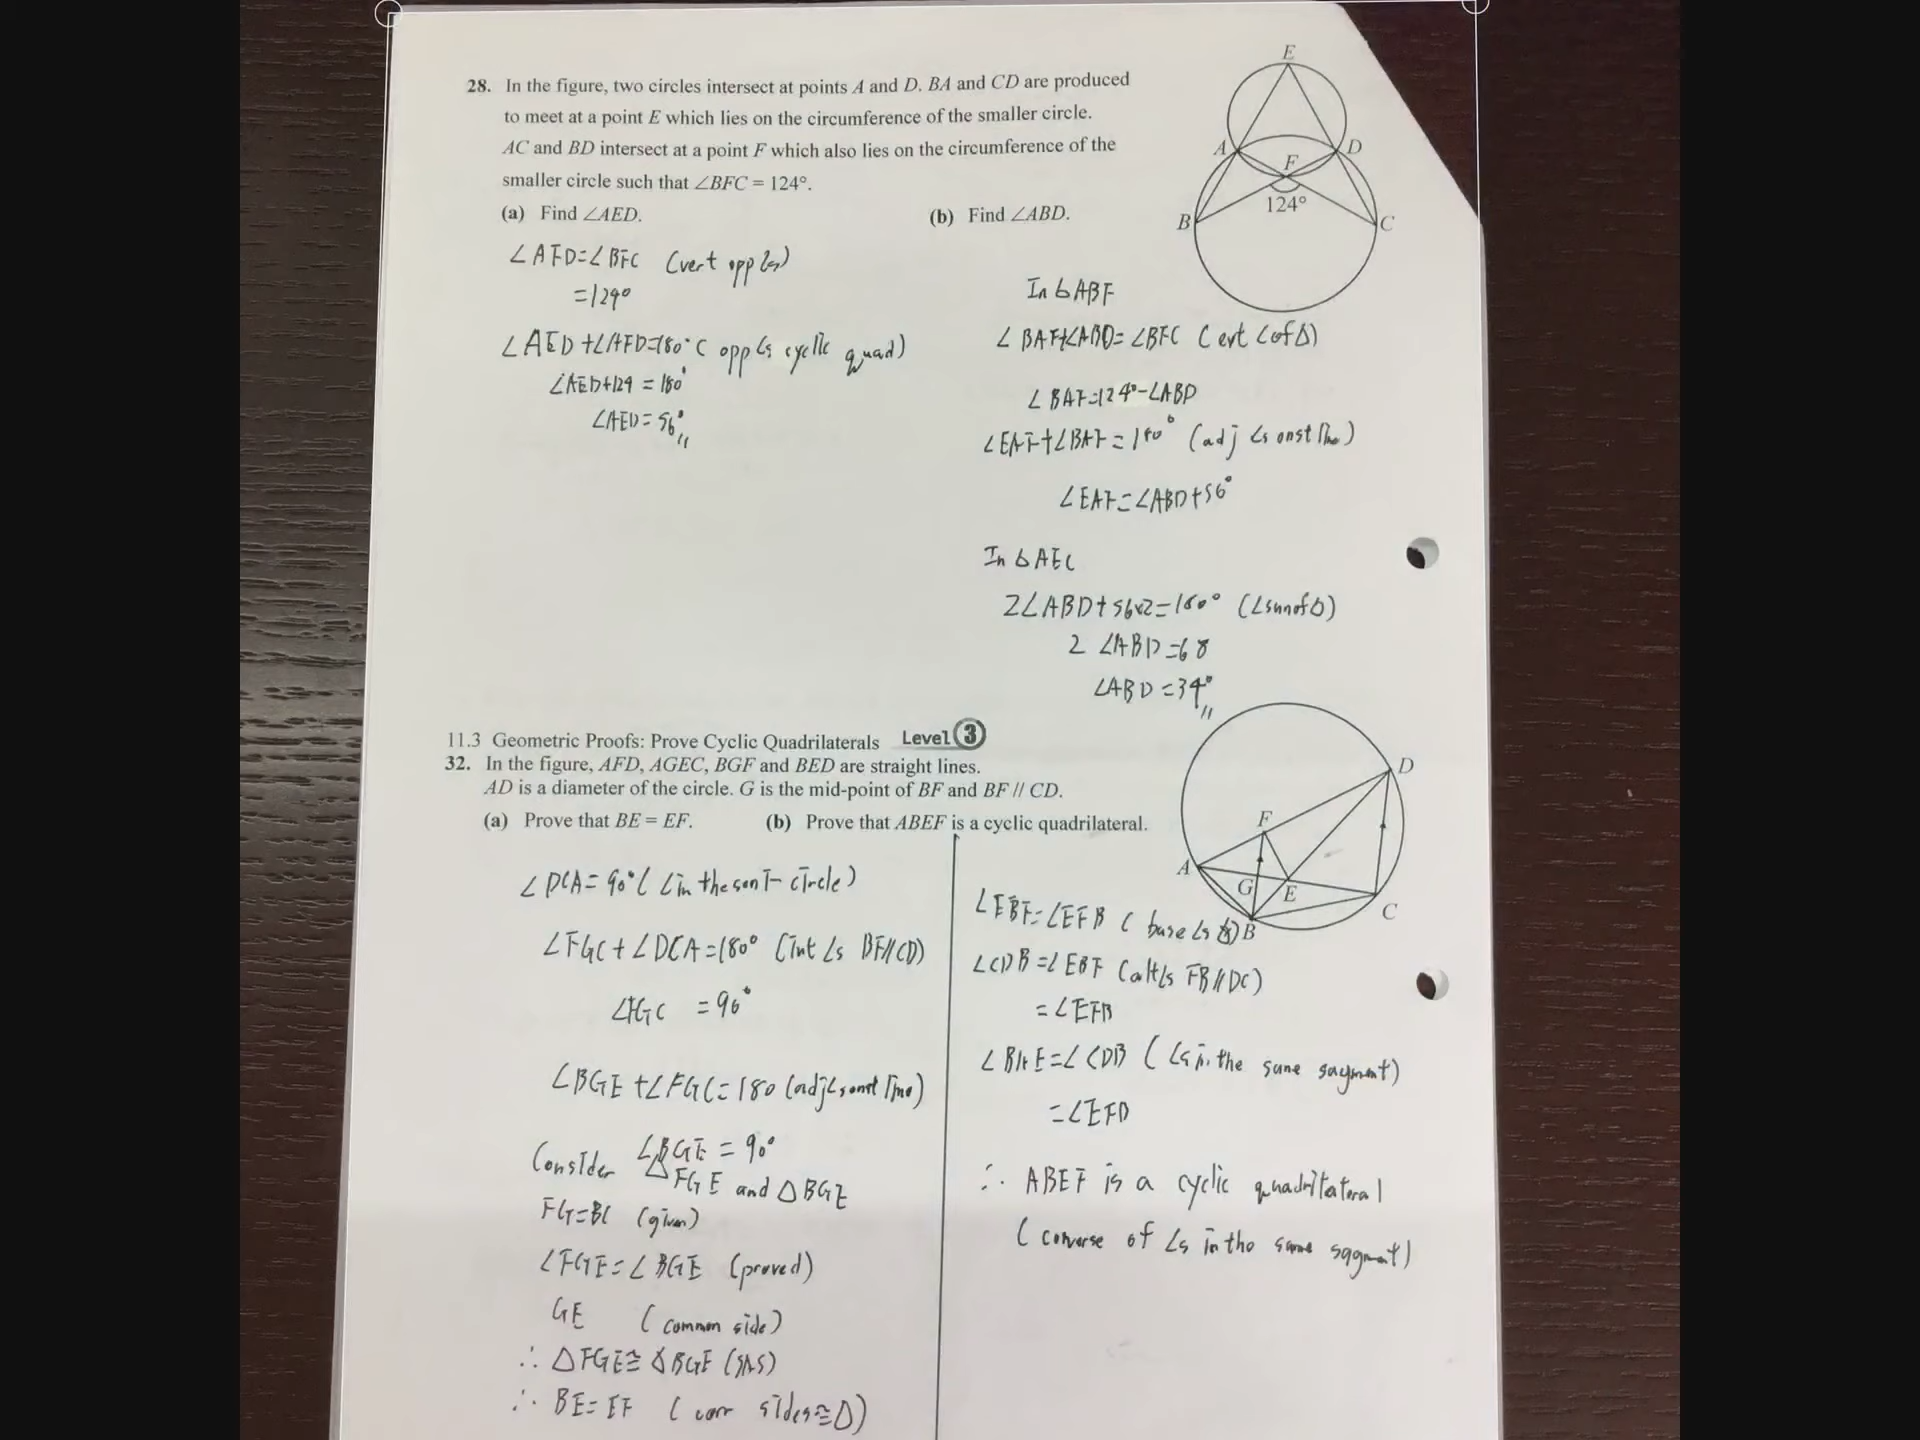 28. In the figure, two circles intersect at points A and D. BA and CD are produced
to meet at a point E which lies on the circumference of the smaller circle.
AC and BD intersect at a point F which also lies on the circumference of the
smaller circle such that ∠BFC = 124°.
(a) Find ∠AED.
(b) Find ∠ABD.
E
A
D
F
B
124°
C
∠AFD=∠BFC (vert opp ∠s)
=124°
∠AED+∠AFD=180° (opp ∠s cyclic quad)
∠AED+124 = 180°
∠AED=56°
In △ABF
∠BAF+∠ABD=∠BFC (ext ∠ of △)
∠BAF=124°-∠ABD
∠EAF+∠BAF=180° (adj ∠s on st line)
∠EAF=∠ABD+56°
In △AEC
2∠ABD+56x2=180° (∠sum of △)
2 ∠ABD=68
∠ABD=34°
11.3 Geometric Proofs: Prove Cyclic Quadrilaterals Level 3
32. In the figure, AFD, AGEC, BGF and BED are straight lines.
AD is a diameter of the circle. G is the mid-point of BF and BF // CD.
(a) Prove that BE = EF.
(b) Prove that ABEF is a cyclic quadrilateral.
D
F
A
G
E
C
B
∠DCA=90° (∠in the semi-circle)
∠FGC+∠DCA=180° (int ∠s BF//CD)
∠FGC =90°
∠BGE+∠FGC=180 (adj ∠s on st line)
∠BGE=90°
Consider △FGE and △BGE
(given)
∠FGE=∠BGE (proved)
GE (common side)
∴ △FGE≅△BGE (SAS)
∴ BE=EF (corr sides ≅△)
∠EBF=∠EFB (base ∠s
∠CDB=∠EBF (alt ∠s FB//DC)
=∠EFB
∠BAE=∠CDB (∠s in the same
=∠EFB
∴ ABEF is a cyclic quadrilateral
(converse of ∠s in the same